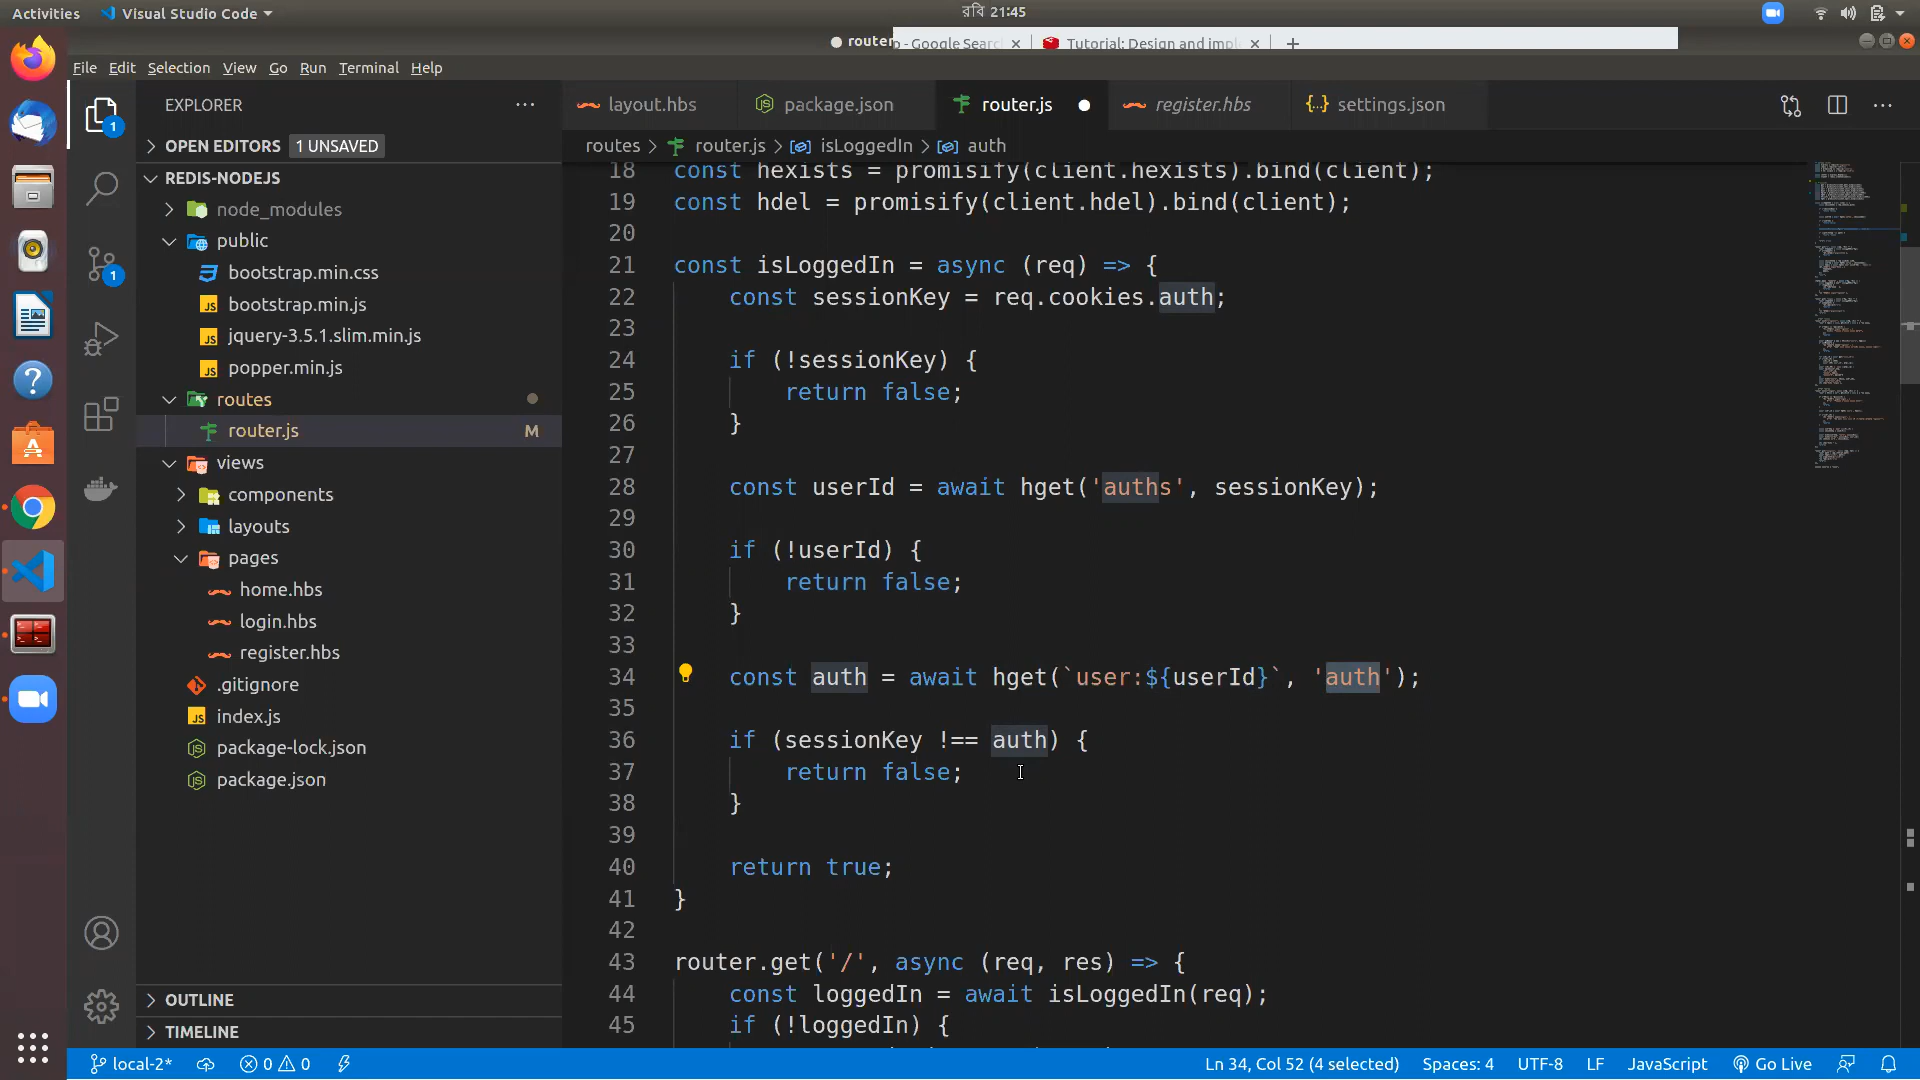 Activities
Visual Studio Code
রবি 21:45
router
- Google Searc
Tutorial: Design and impl
File Edit Selection View Go Run Terminal Help
EXPLORER
OPEN EDITORS 1 UNSAVED
REDIS-NODEJS
node_modules
public
bootstrap.min.css
bootstrap.min.js
jquery-3.5.1.slim.min.js
popper.min.js
routes
router.js M
views
components
layouts
pages
home.hbs
login.hbs
register.hbs
.gitignore
index.js
package-lock.json
package.json
OUTLINE
TIMELINE
1
1
layout.hbs
package.json
router.js
register.hbs
settings.json
routes > router.js > isLoggedIn > auth
18 const hexists = promisify(client.hexists).bind(client);
19 const hdel = promisify(client.hdel).bind(client);
20
21 const isLoggedIn = async (req) => {
22 const sessionKey = req.cookies.auth;
23
24 if (!sessionKey) {
25 return false;
26 }
27
28 const userId = await hget('auths', sessionKey);
29
30 if (!userId) {
31 return false;
32 }
33
34 const auth = await hget(`user:${userId}`, 'auth');
35
36 if (sessionKey !== auth) {
37 return false;
38 }
39
40 return true;
41 }
42
43 router.get('/', async (req, res) => {
44 const loggedIn = await isLoggedIn(req);
45 if (!loggedIn) {
local-2*
0 0
Ln 34, Col 52 (4 selected)
Spaces: 4
UTF-8
LF
JavaScript
Go Live